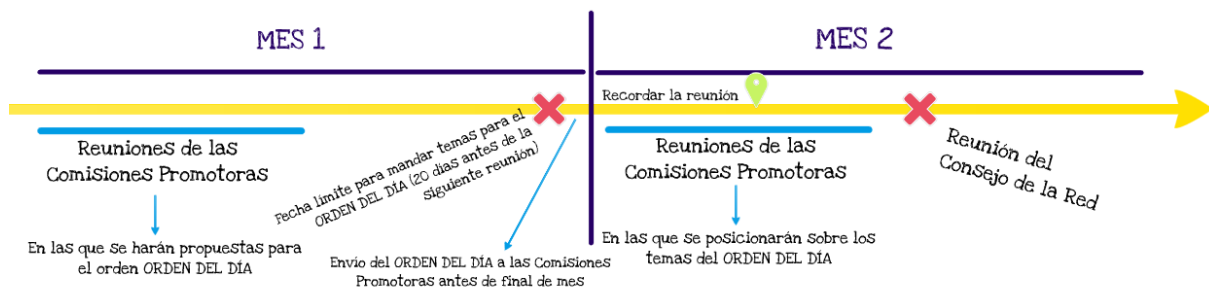 MES 1
MES 2
Recordar la reunión
Reuniones de las
Comisiones Promotoras
En las que se harán propuestas para
el orden ORDEN DEL DÍA
Fecha límite para mandar temas para el
ORDEN DEL DÍA (20 días antes de la
siguiente reunión)
Envío del ORDEN DEL DÍA a las Comisiones
Promotoras antes de final de mes
Reuniones de las
Comisiones Promotoras
En las que se posicionarán sobre los
temas del ORDEN DEL DÍA
Reunión del
Consejo de la Red